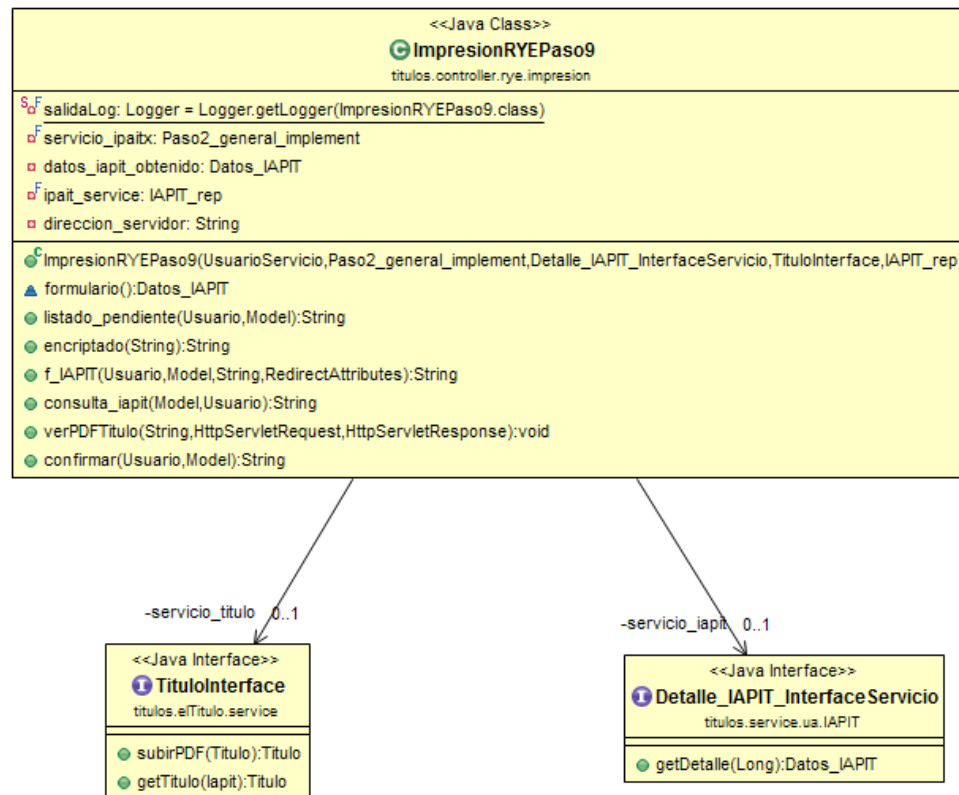 <<Java Class>>
ImpresionRYEPaso9
titulos.controller.rye.impresion
salidaLog: Logger = Logger.getLogger(ImpresionRYEPaso9.class)
servicio_ipaitx: Paso2_general_implement
datos_iapit_obtenido: Datos_IAPIT
ipait_service: IAPIT_rep
direccion_servidor: String
ImpresionRYEPaso9(UsuarioServicio,Paso2_general_implement,Detalle_IAPIT_InterfaceServicio,TituloInterface,IAPIT_rep)
formulario():Datos_IAPIT
listado_pendiente(Usuario,Model):String
encriptado(String):String
f_IAPIT(Usuario,Model,String,RedirectAttributes):String
consulta_iapit(Model,Usuario):String
verPDFTitulo(String,HttpServletRequest,HttpServletResponse):void
confirmar(Usuario,Model):String
-servicio_titulo 0..1
-servicio_iapit 0..1
<<Java Interface>>
TituloInterface
titulos.elTitulo.service
subirPDF(Titulo):Titulo
getTitulo(Iapit):Titulo
<<Java Interface>>
Detalle_IAPIT_InterfaceServicio
titulos.service.ua.IAPIT
getDetalle(Long):Datos_IAPIT